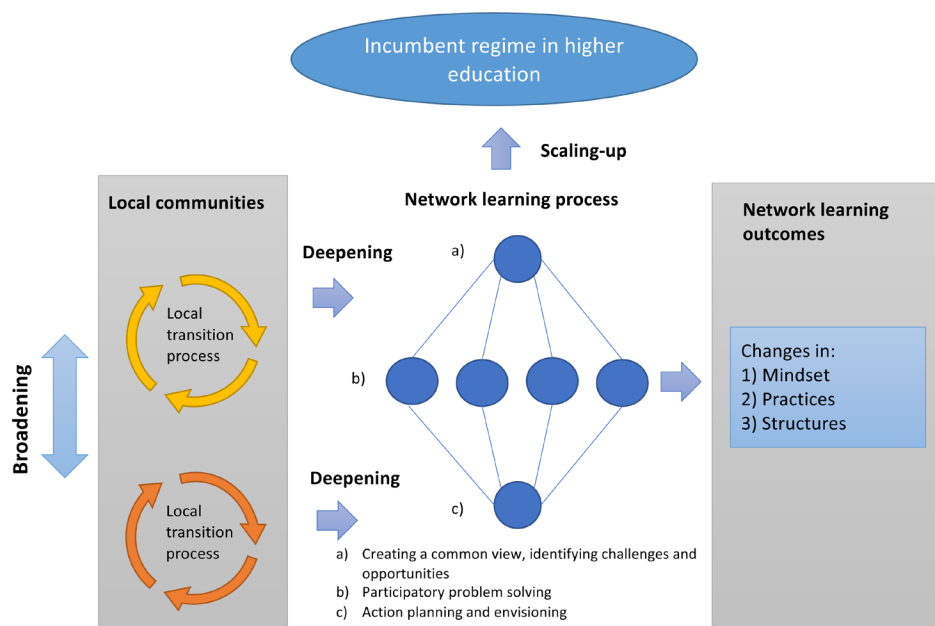 Incumbent regime in higher
education
Scaling-up
Local communities
Network learning process
Network learning
outcomes
Deepening
a)
Local
transition
process
Broadening
b)
Changes in:
1) Mindset
2) Practices
3) Structures
Deepening
c)
Local
transition
process
a) Creating a common view, identifying challenges and
opportunities
b) Participatory problem solving
c) Action planning and envisioning